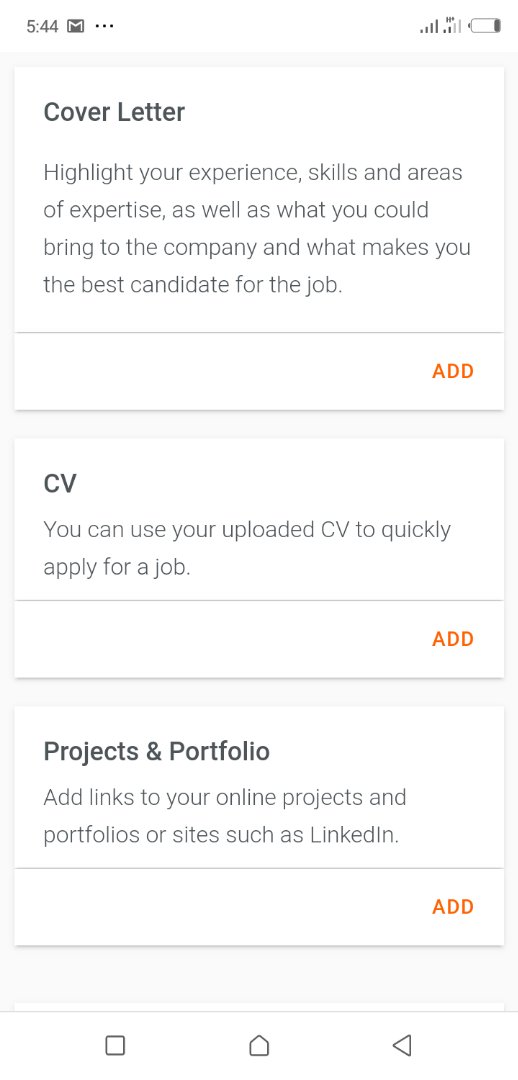 5:44
H+
Cover Letter
Highlight your experience, skills and areas
of expertise, as well as what you could
bring to the company and what makes you
the best candidate for the job.
ADD
CV
You can use your uploaded CV to quickly
apply for a job.
ADD
Projects & Portfolio
Add links to your online projects and
portfolios or sites such as LinkedIn.
ADD